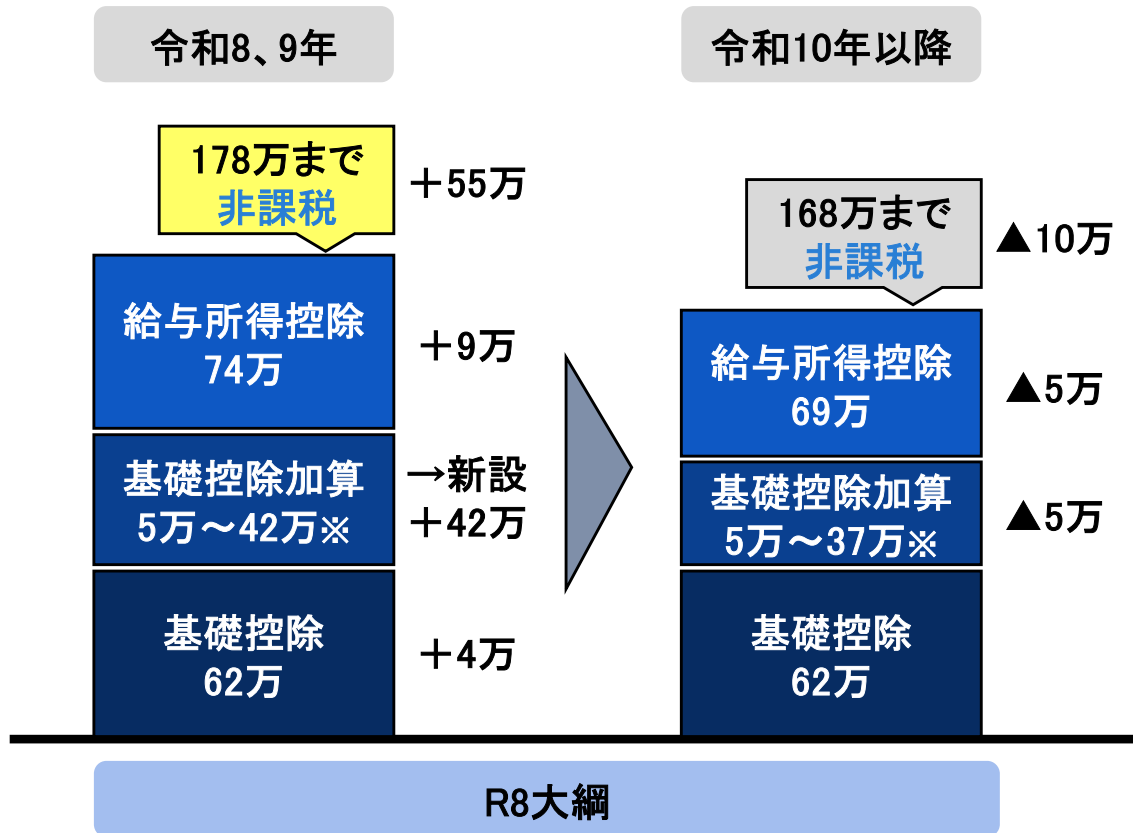 令和8、9年
178万まで
非課税
＋55万
給与所得控除
74万
＋9万
基礎控除加算
5万～42万※
→新設
＋42万
基礎控除
62万
＋4万
令和10年以降
168万まで
非課税
▲10万
給与所得控除
69万
▲5万
基礎控除加算
5万～37万※
▲5万
基礎控除
62万
R8大綱